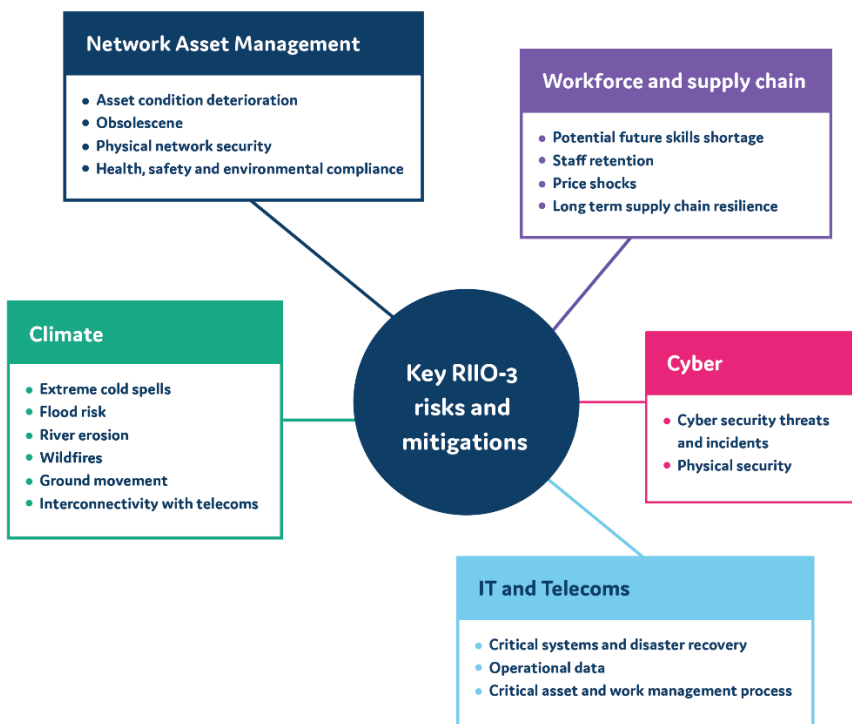 Network Asset Management
• Asset condition deterioration
• Obsolescene
• Physical network security
• Health, safety and environmental compliance
Workforce and supply chain
• Potential future skills shortage
• Staff retention
• Price shocks
• Long term supply chain resilience
Climate
• Extreme cold spells
• Flood risk
• River erosion
• Wildfires
• Ground movement
• Interconnectivity with telecoms
Key RIIO-3
risks and
mitigations
Cyber
• Cyber security threats
and incidents
• Physical security
IT and Telecoms
• Critical systems and disaster recovery
• Operational data
• Critical asset and work management process